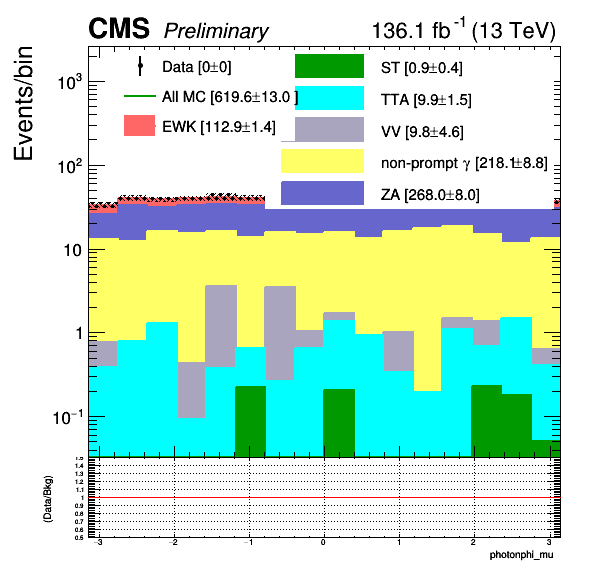 CMS Preliminary 136.1 fb⁻¹ (13 TeV)
Events/bin
10³
10²
10
1
10⁻¹
Data [0±0]
All MC [619.6±13.0 ]
EWK [112.9±1.4]
ST [0.9±0.4]
TTA [9.9±1.5]
VV [9.8±4.6]
non-prompt γ [218.1±8.8]
ZA [268.0±8.0]
(Data/Bkg)
1.5
1.4
1.3
1.2
1.1
1
0.9
0.8
0.7
0.6
0.5
−3 −2 −1 0 1 2 3
photonphi_mu